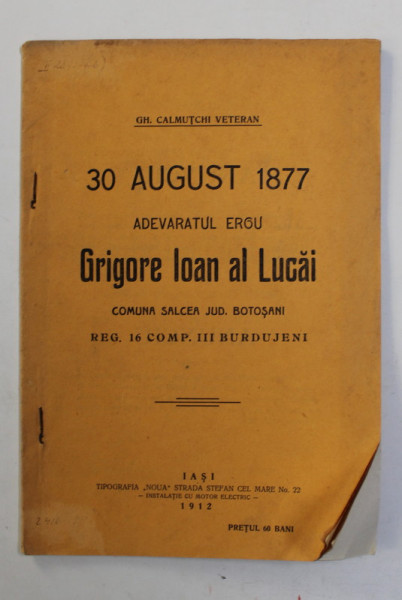 GH. CALMUȚCHI VETERAN
30 AUGUST 1877
ADEVARATUL ERGU
Grigore Ioan al Lucăi
COMUNA SALCEA JUD. BOTOȘANI
REG. 16 COMP. III BURDUJENI
IAȘI
TIPOGRAFIA „NOUA" STRADA STEFAN CEL MARE No. 22
— INSTALAȚIE CU MOTOR ELECTRIC —
1912
PREȚUL 60 BANI